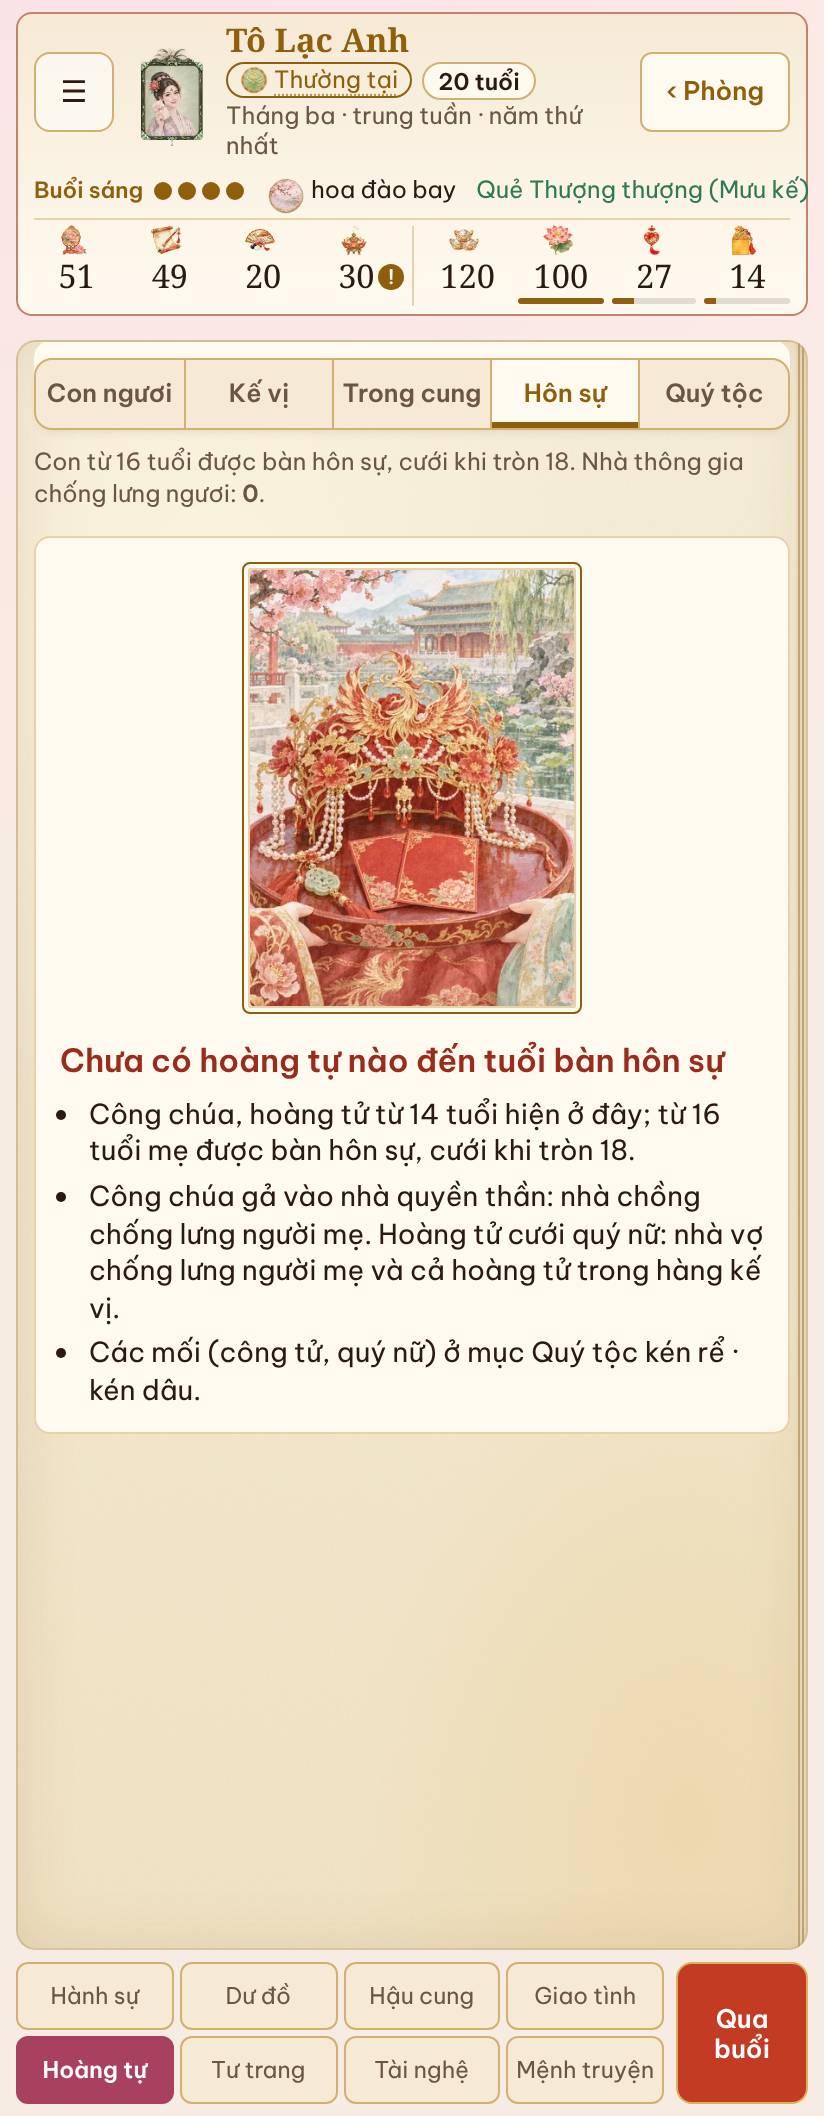 Tô Lạc Anh
☰
Thường tại
20 tuổi
‹ Phòng
Tháng ba · trung tuần · năm thứ
nhất
Buổi sáng
hoa đào bay
Quẻ Thượng thượng (Mưu kế)
51 49 20 30 ! 120 100 27 14
Con ngươi
Kế vị
Trong cung
Hôn sự
Quý tộc
Con từ 16 tuổi được bàn hôn sự, cưới khi tròn 18. Nhà thông gia
chống lưng ngươi: 0.
Chưa có hoàng tự nào đến tuổi bàn hôn sự
• Công chúa, hoàng tử từ 14 tuổi hiện ở đây; từ 16
tuổi mẹ được bàn hôn sự, cưới khi tròn 18.
• Công chúa gả vào nhà quyền thần: nhà chồng
chống lưng người mẹ. Hoàng tử cưới quý nữ: nhà vợ
chống lưng người mẹ và cả hoàng tử trong hàng kế
vị.
• Các mối (công tử, quý nữ) ở mục Quý tộc kén rể ·
kén dâu.
Hành sự
Dư đồ
Hậu cung
Giao tình
Qua
buổi
Hoàng tự
Tư trang
Tài nghệ
Mệnh truyện